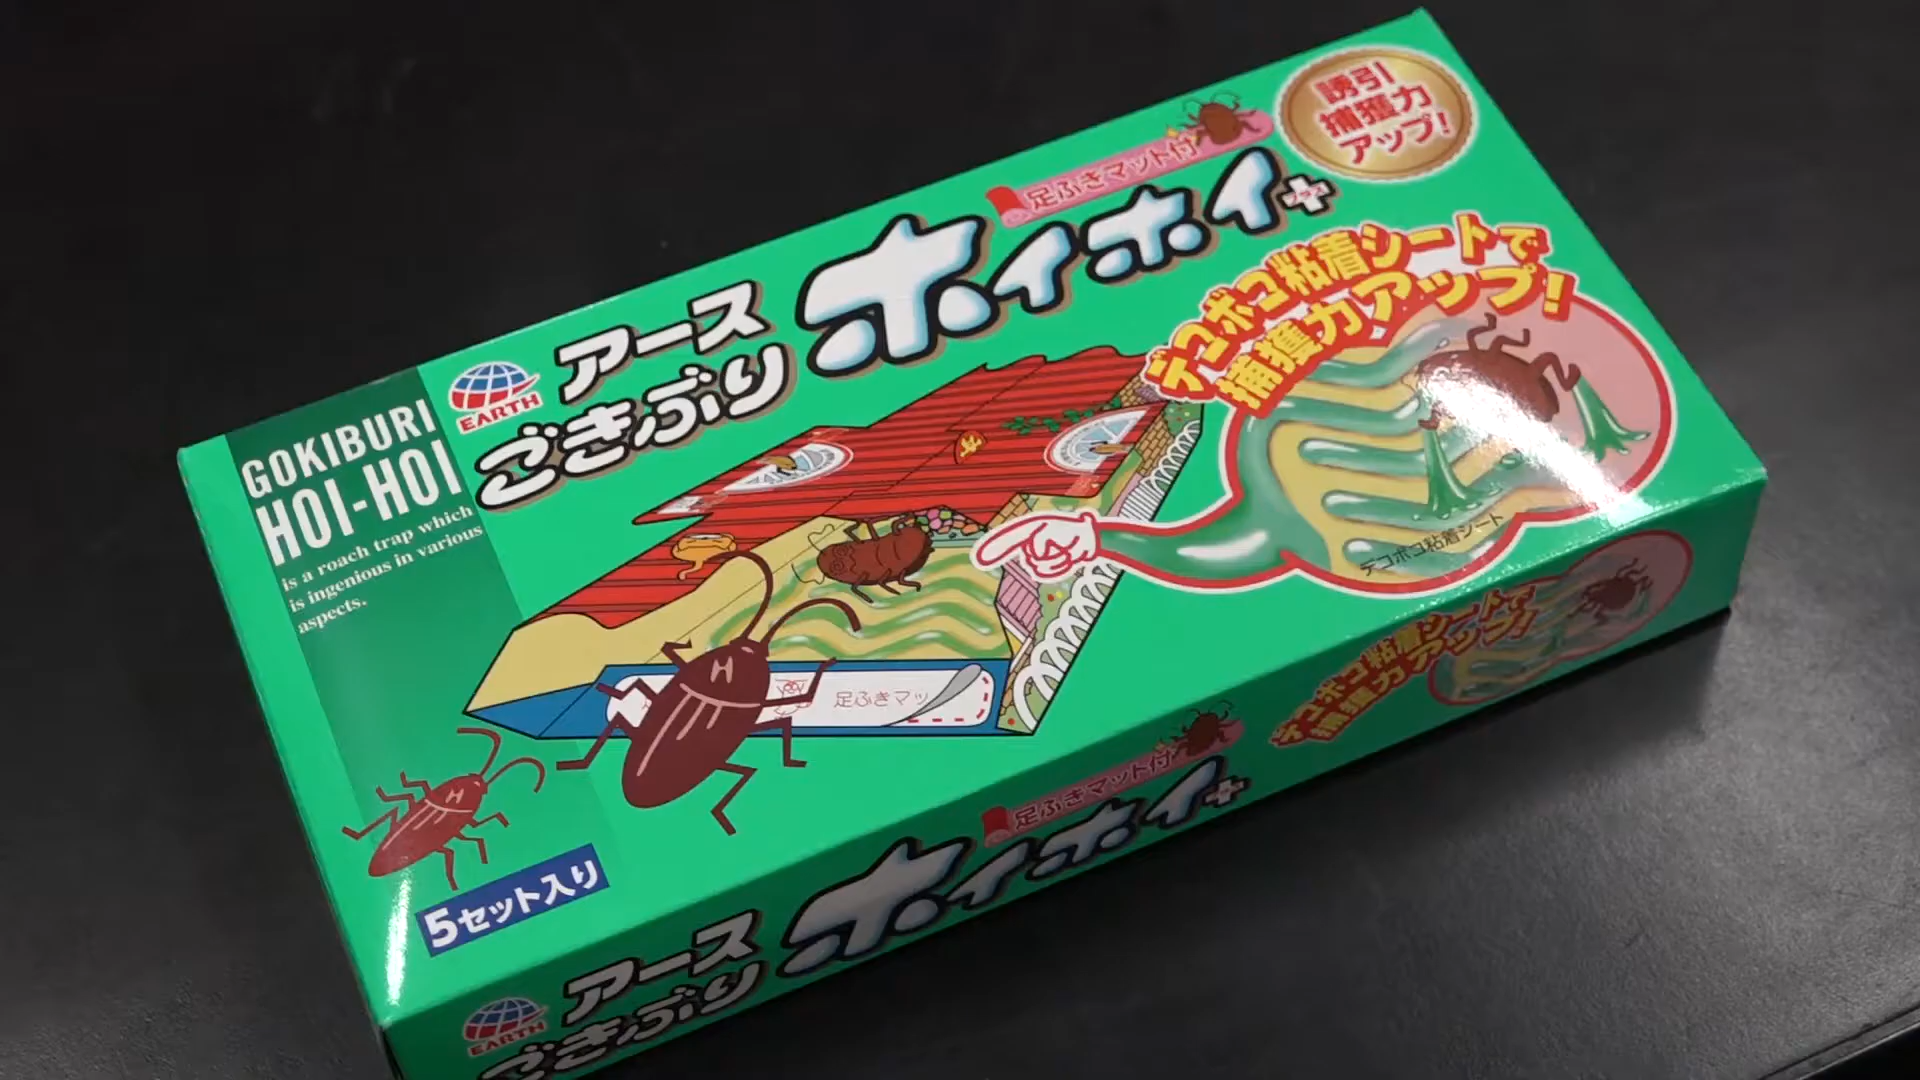 誘引
捕獲力
アップ!
足ふきマット付
アース
ごきぶり
ホイホイ+
プラス
EARTH
GOKIBURI
HOI-HOI
is a roach trap which
is ingenious in various
aspects.
デコボコ粘着シートで
捕獲力アップ!
デコボコ粘着シート
足ふきマッ
5セット入り
足ふきマット付
アース
ごきぶり
ホイホイ+
EARTH
デコボコ粘着シートで
捕獲力アップ!